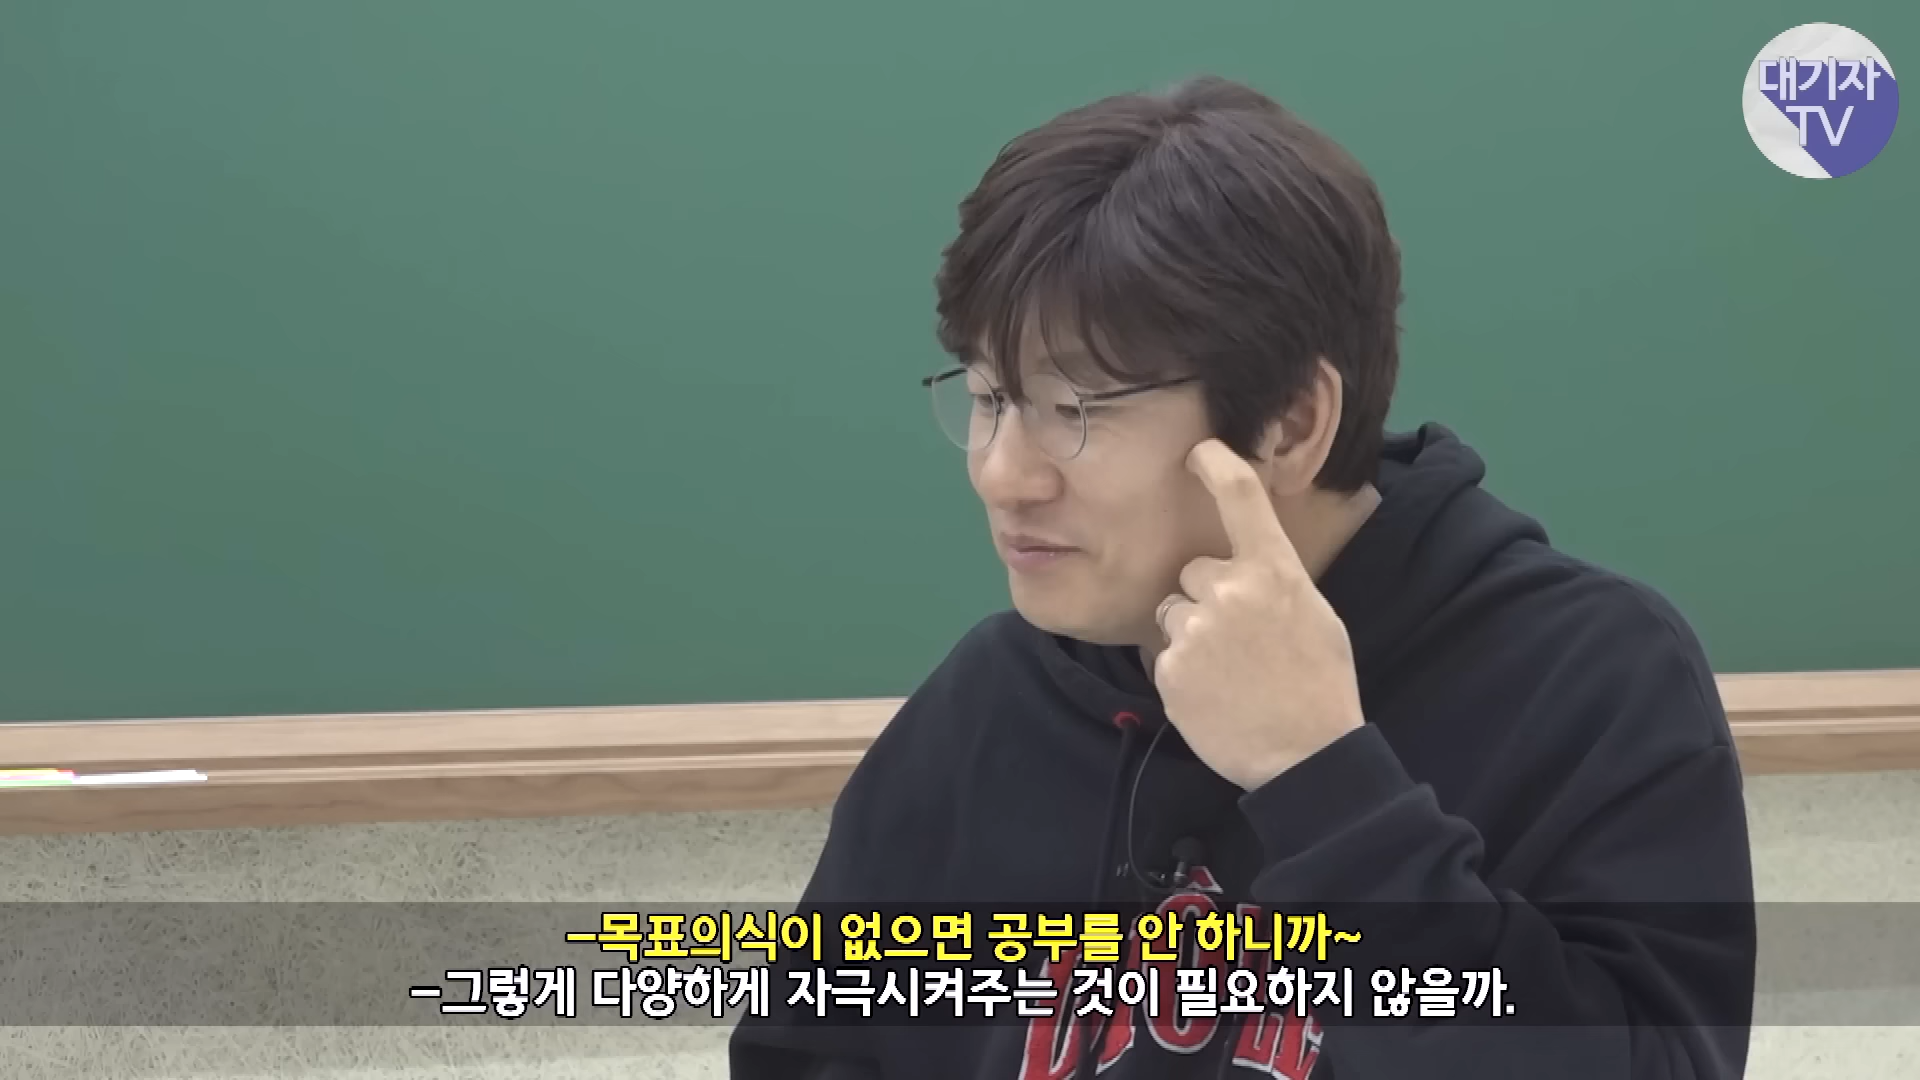 대기자
TV
-목표의식이 없으면 공부를 안 하니까~
-그렇게 다양하게 자극시켜주는 것이 필요하지 않을까.